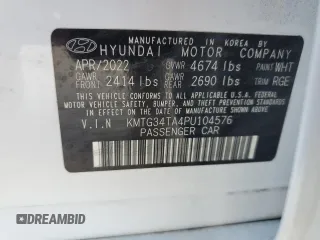 MANUFACTURED IN KOREA BY
HYUNDAI MOTOR COMPANY
APR/2022 GVWR 4674 lbs PAINT WHT
GAWR FRONT 2414 lbs GAWR REAR 2690 lbs TRIM RGE
THIS VEHICLE CONFORMS TO ALL APPLICABLE
FEDERAL MOTOR VEHICLE SAFETY, BUMPER, AND
THEFT PREVENTION STANDARDS IN EFFECT
ON THE DATE OF MANUFACTURE SHOWN ABOVE.
V.I.N KMTG34TA4PU104576
PASSENGER CAR
DREAMBID